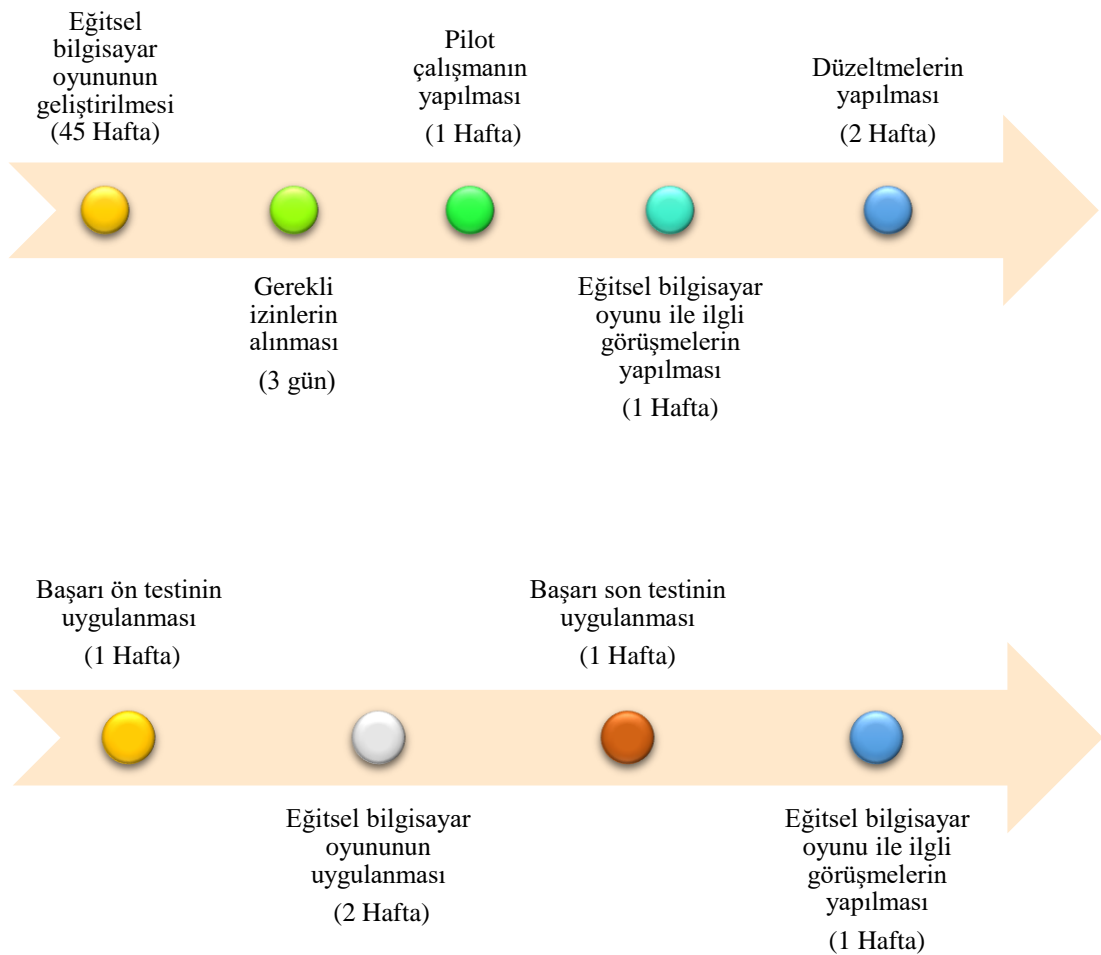 Eğitsel
bilgisayar
oyununun
geliştirilmesi
(45 Hafta)
Gerekli
izinlerin
alınması
(3 gün)
Pilot
çalışmanın
yapılması
(1 Hafta)
Eğitsel bilgisayar
oyunu ile ilgli
görüşmelerin
yapılması
(1 Hafta)
Düzeltmelerin
yapılması
(2 Hafta)
Başarı ön testinin
uygulanması
(1 Hafta)
Eğitsel bilgisayar
oyununun
uygulanması
(2 Hafta)
Başarı son testinin
uygulanması
(1 Hafta)
Eğitsel bilgisayar
oyunu ile ilgli
görüşmelerin
yapılması
(1 Hafta)